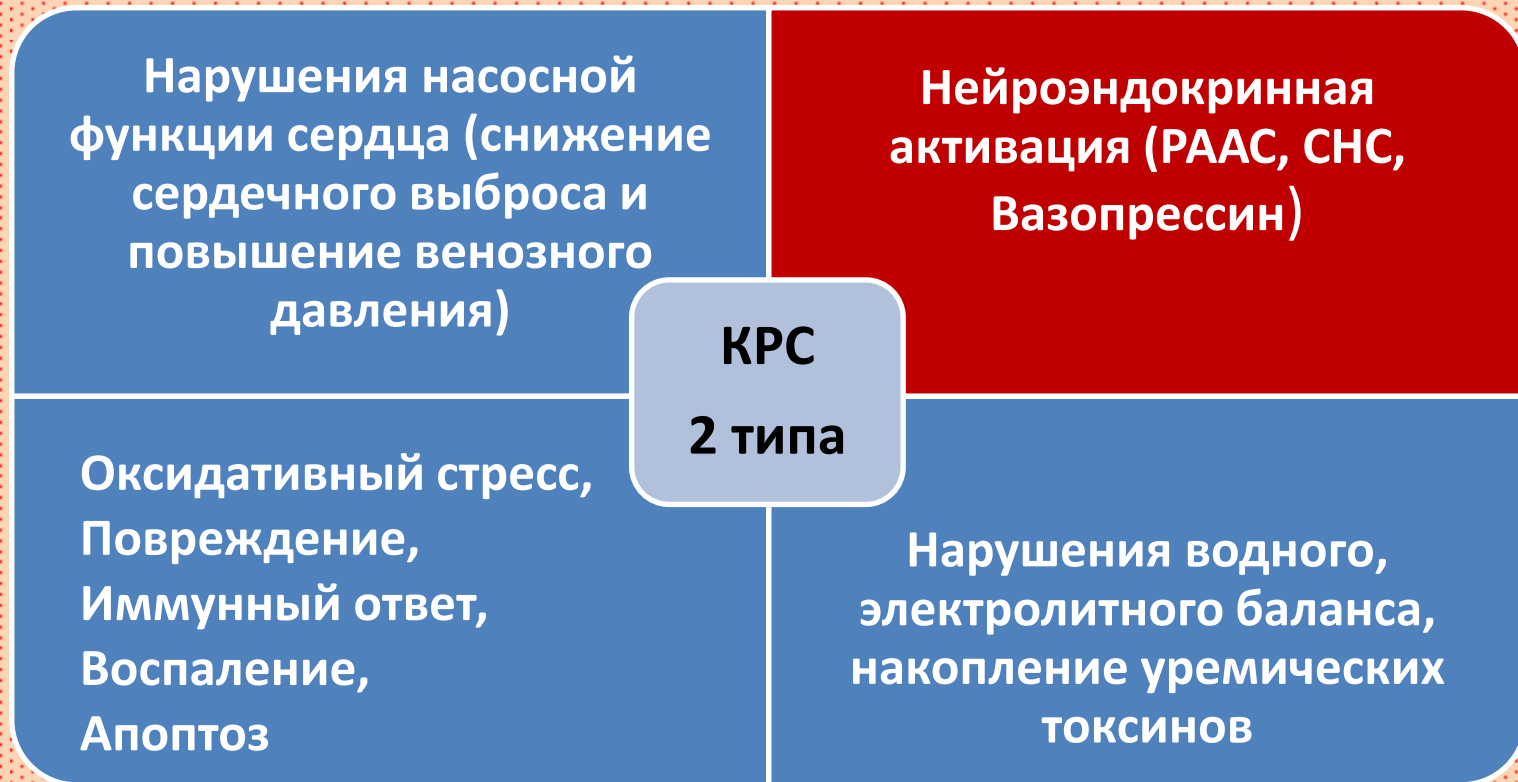 Нарушения насосной
функции сердца (снижение
сердечного выброса и
повышение венозного
давления)
Нейроэндокринная
активация (РААС, СНС,
Вазопрессин)
КРС
2 типа
Оксидативный стресс,
Повреждение,
Иммунный ответ,
Воспаление,
Апоптоз
Нарушения водного,
электролитного баланса,
накопление уремических
токсинов